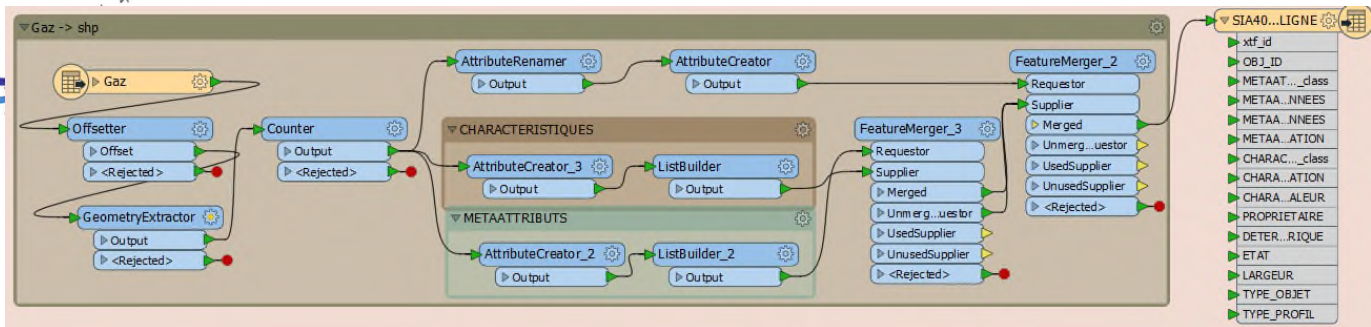 Gaz -> shp
Gaz
Offsetter
Offset
<Rejected>
GeometryExtractor
Output
<Rejected>
Counter
Output
<Rejected>
AttributeRenamer
Output
AttributeCreator
Output
CHARACTERISTIQUES
AttributeCreator_3
Output
ListBuilder
Output
METAATTRIBUTS
AttributeCreator_2
Output
ListBuilder_2
Output
FeatureMerger_3
Requestor
Supplier
Merged
Unmerg...uestor
UsedSupplier
UnusedSupplier
<Rejected>
FeatureMerger_2
Requestor
Supplier
Merged
Unmerg...uestor
UsedSupplier
UnusedSupplier
<Rejected>
SIA40...LIGNE
xtf_id
OBJ_ID
METAAT..._class
METAA...NNEES
METAA...NNEES
METAA...ATION
CHARAC..._class
CHARA...ATION
CHARA...ALEUR
PROPRIETAIRE
DETER...RIQUE
ETAT
LARGEUR
TYPE_OBJET
TYPE_PROFIL